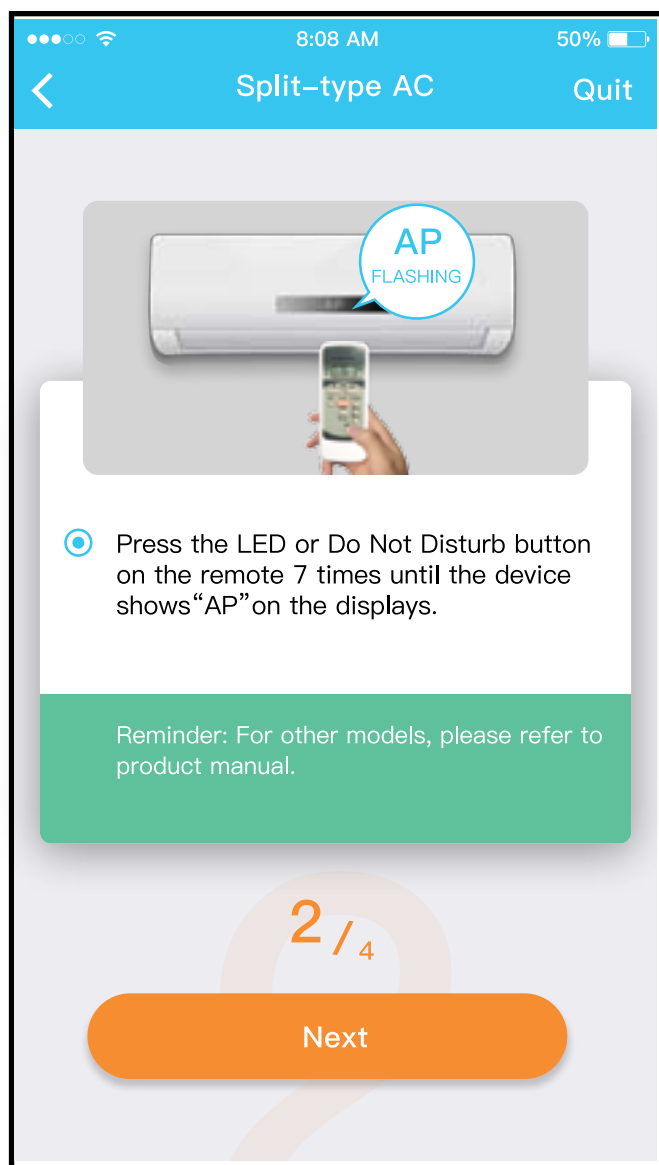 8:08 AM
50%
Split-type AC
Quit
AP
FLASHING
Press the LED or Do Not Disturb button
on the remote 7 times until the device
shows“AP”on the displays.
Reminder: For other models, please refer to
product manual.
2/4
Next